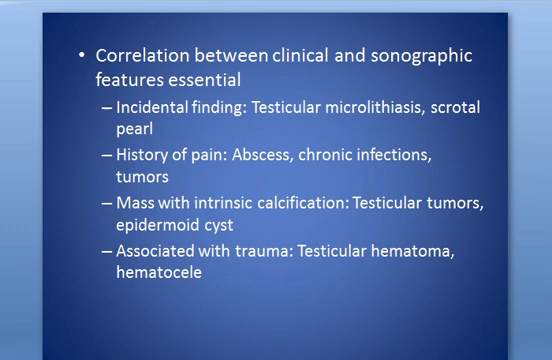 • Correlation between clinical and sonographic
features essential
– Incidental finding: Testicular microlithiasis, scrotal
pearl
– History of pain: Abscess, chronic infections,
tumors
– Mass with intrinsic calcification: Testicular tumors,
epidermoid cyst
– Associated with trauma: Testicular hematoma,
hematocele